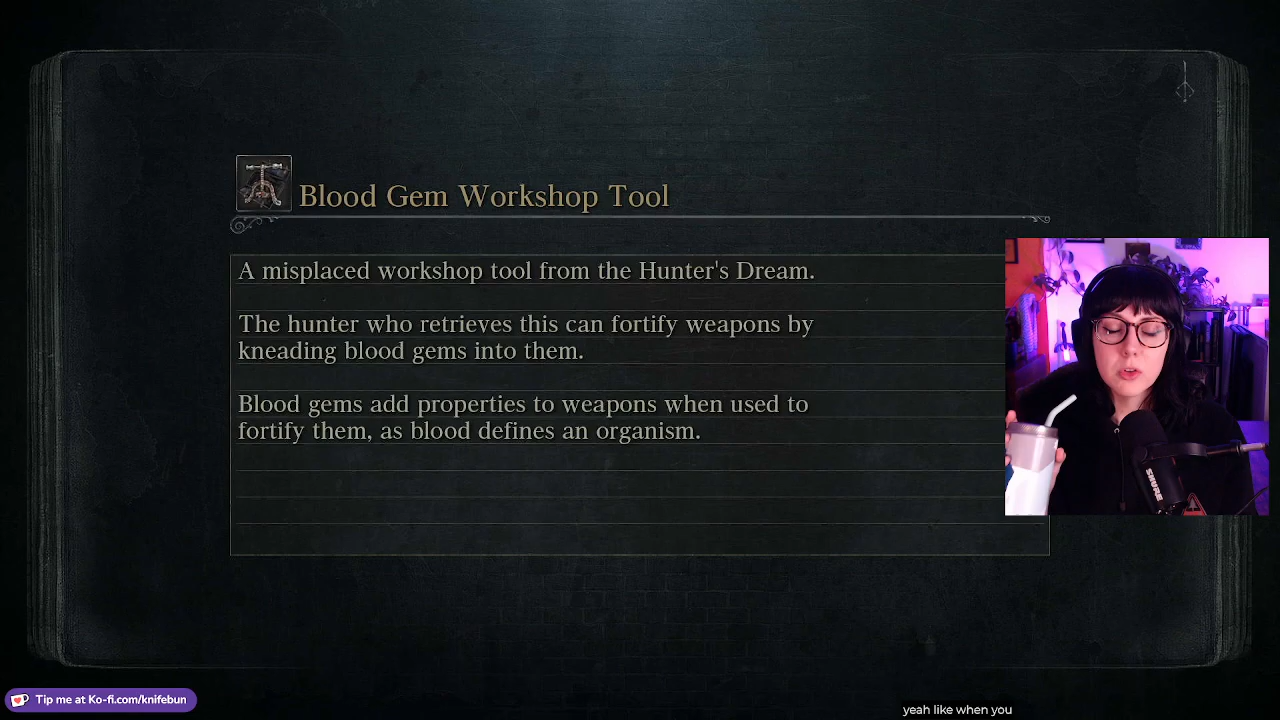 Blood Gem Workshop Tool
A misplaced workshop tool from the Hunter's Dream.
The hunter who retrieves this can fortify weapons by
kneading blood gems into them.
Blood gems add properties to weapons when used to
fortify them, as blood defines an organism.
SHURE
Tip me at Ko-fi.com/knifebun
yeah like when you